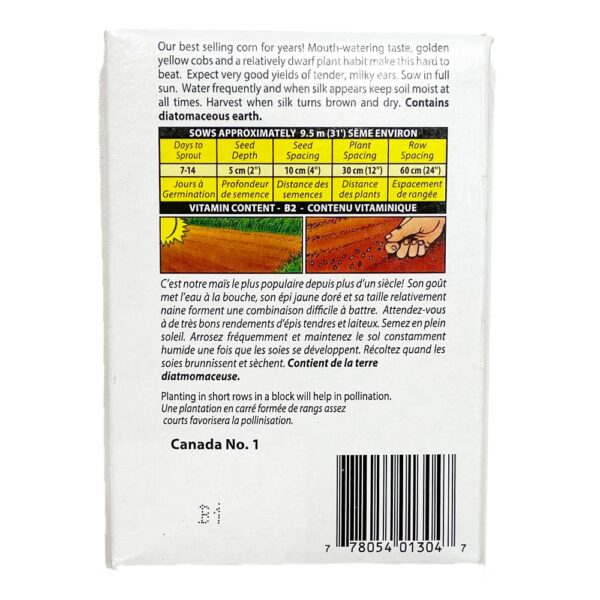 Our best selling corn for years! Mouth-watering taste, golden
yellow cobs and a relatively dwarf plant habit make this hard to
beat. Expect very good yields of tender, milky ears. Sow in full
sun. Water frequently and when silk appears keep soil moist at
all times. Harvest when silk turns brown and dry. Contains
diatomaceous earth.
SOWS APPROXIMATELY 9.5 m (31') SÈME ENVIRON
Days to Sprout Seed Depth Seed Spacing Plant Spacing Row Spacing
7-14 5 cm (2") 10 cm (4") 30 cm (12") 60 cm (24")
Jours à Germination Profondeur de semence Distance des semences Distance des plants Espacement de rangée
VITAMIN CONTENT - B2 - CONTENU VITAMINIQUE
C'est notre maïs le plus populaire depuis plus d'un siècle! Son goût
met l'eau à la bouche, son épi jaune doré et sa taille relativement
naine forment une combination difficile à battre. Attendez-vous
à de très bons rendements d'épis tendres et laiteux. Semez en plein
soleil. Arrosez fréquemment et maintenez le sol constamment
humide une fois que les soies se développent. Récoltez quand les
soies brunnissent et sèchent. Contient de la terre
diatmomaceuse.
Planting in short rows in a block will help in pollination.
Une plantation en carré formée de rangs assez
courts favorisera la pollinisation.
Canada No. 1
7 78054 01304 7